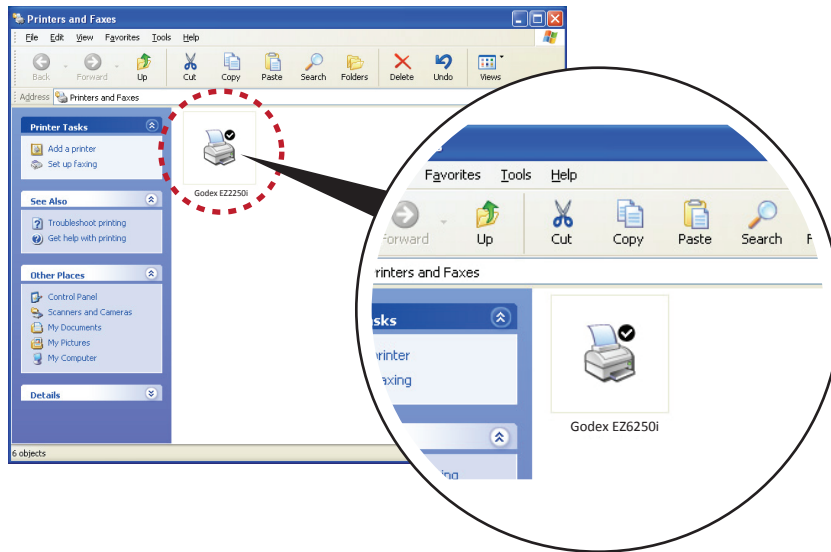 Printers and Faxes
File Edit View Favorites Tools Help
Back Forward Up Cut Copy Paste Search Folders Delete Undo Views
Address Printers and Faxes
Printer Tasks
Add a printer
Set up faxing
See Also
Troubleshoot printing
Get help with printing
Other Places
Control Panel
Scanners and Cameras
My Documents
My Pictures
My Computer
Details
6 objects
Godex EZ2250i
s
Favorites Tools Help
Forward Up Cut Copy Paste Search F
rinters and Faxes
sks
rinter
axing
ing
Godex EZ6250i